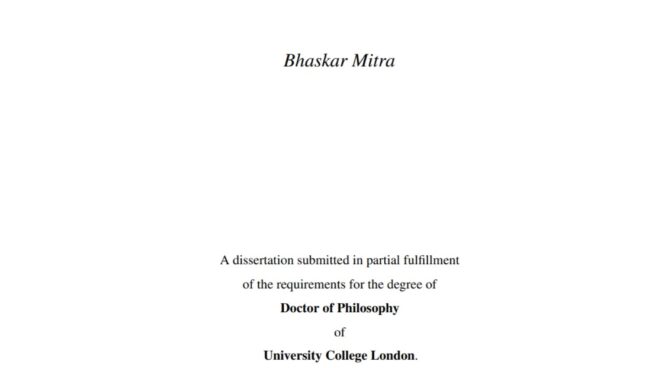 Bhaskar Mitra
A dissertation submitted in partial fulfillment
of the requirements for the degree of
Doctor of Philosophy
of
University College London.